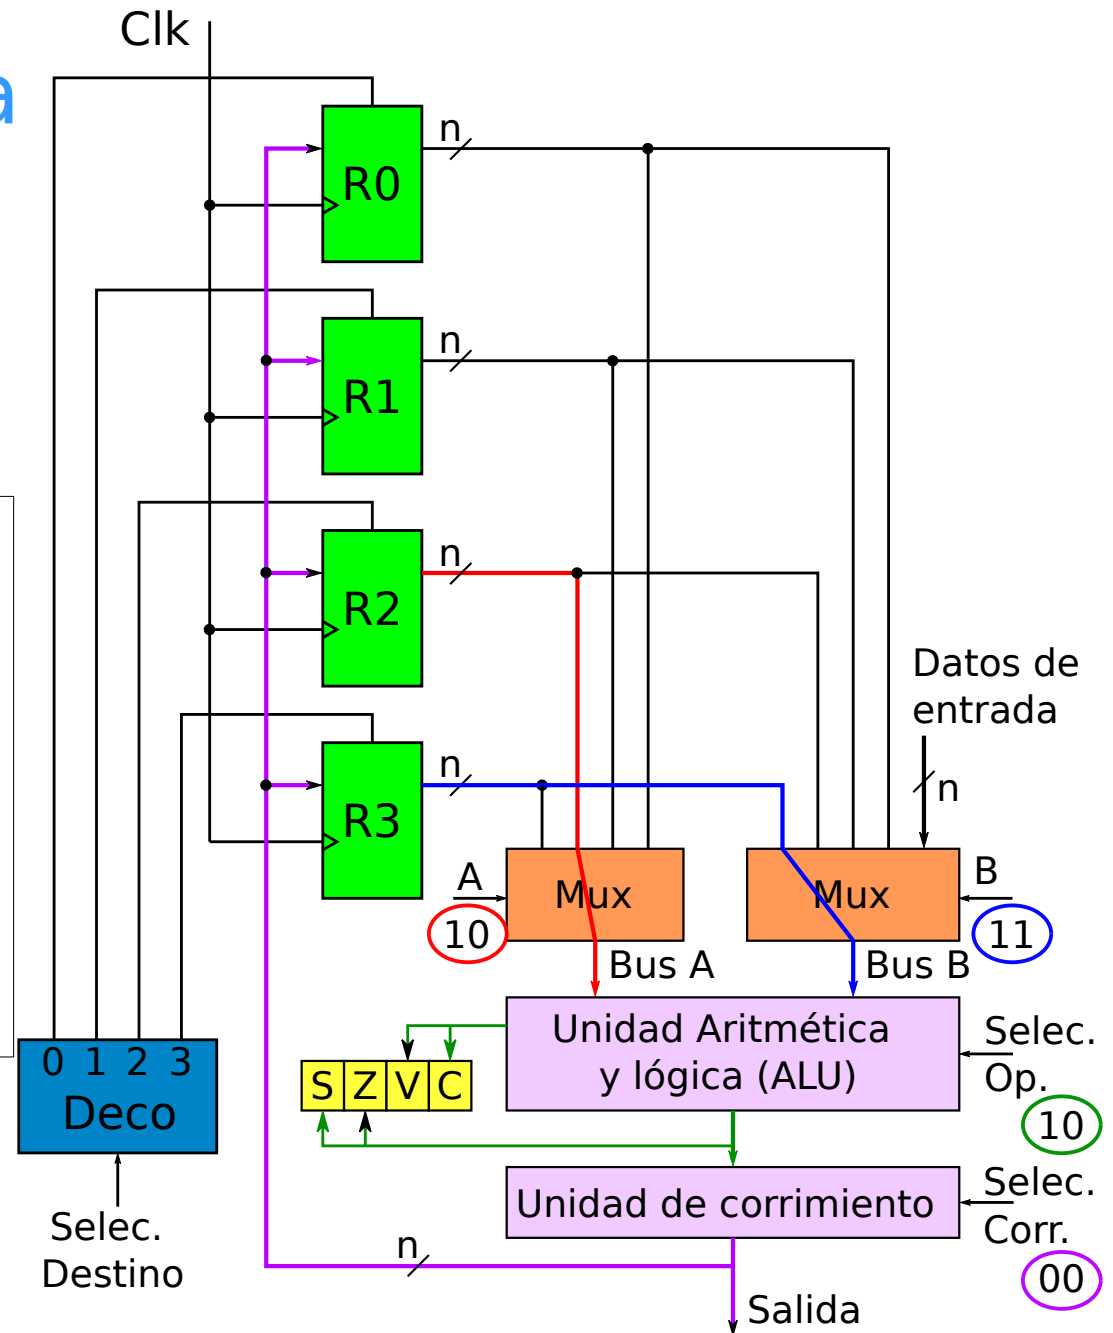 Clk
a
n
R0
n
R1
n
R2
Datos de
entrada
n
n
R3
A
Mux
Mux
B
10
11
Bus A
Bus B
Unidad Aritmética
y lógica (ALU)
Selec.
Op.
10
0 1 2 3
Deco
S Z V C
Unidad de corrimiento
Selec.
Corr.
00
Selec.
Destino
n
Salida